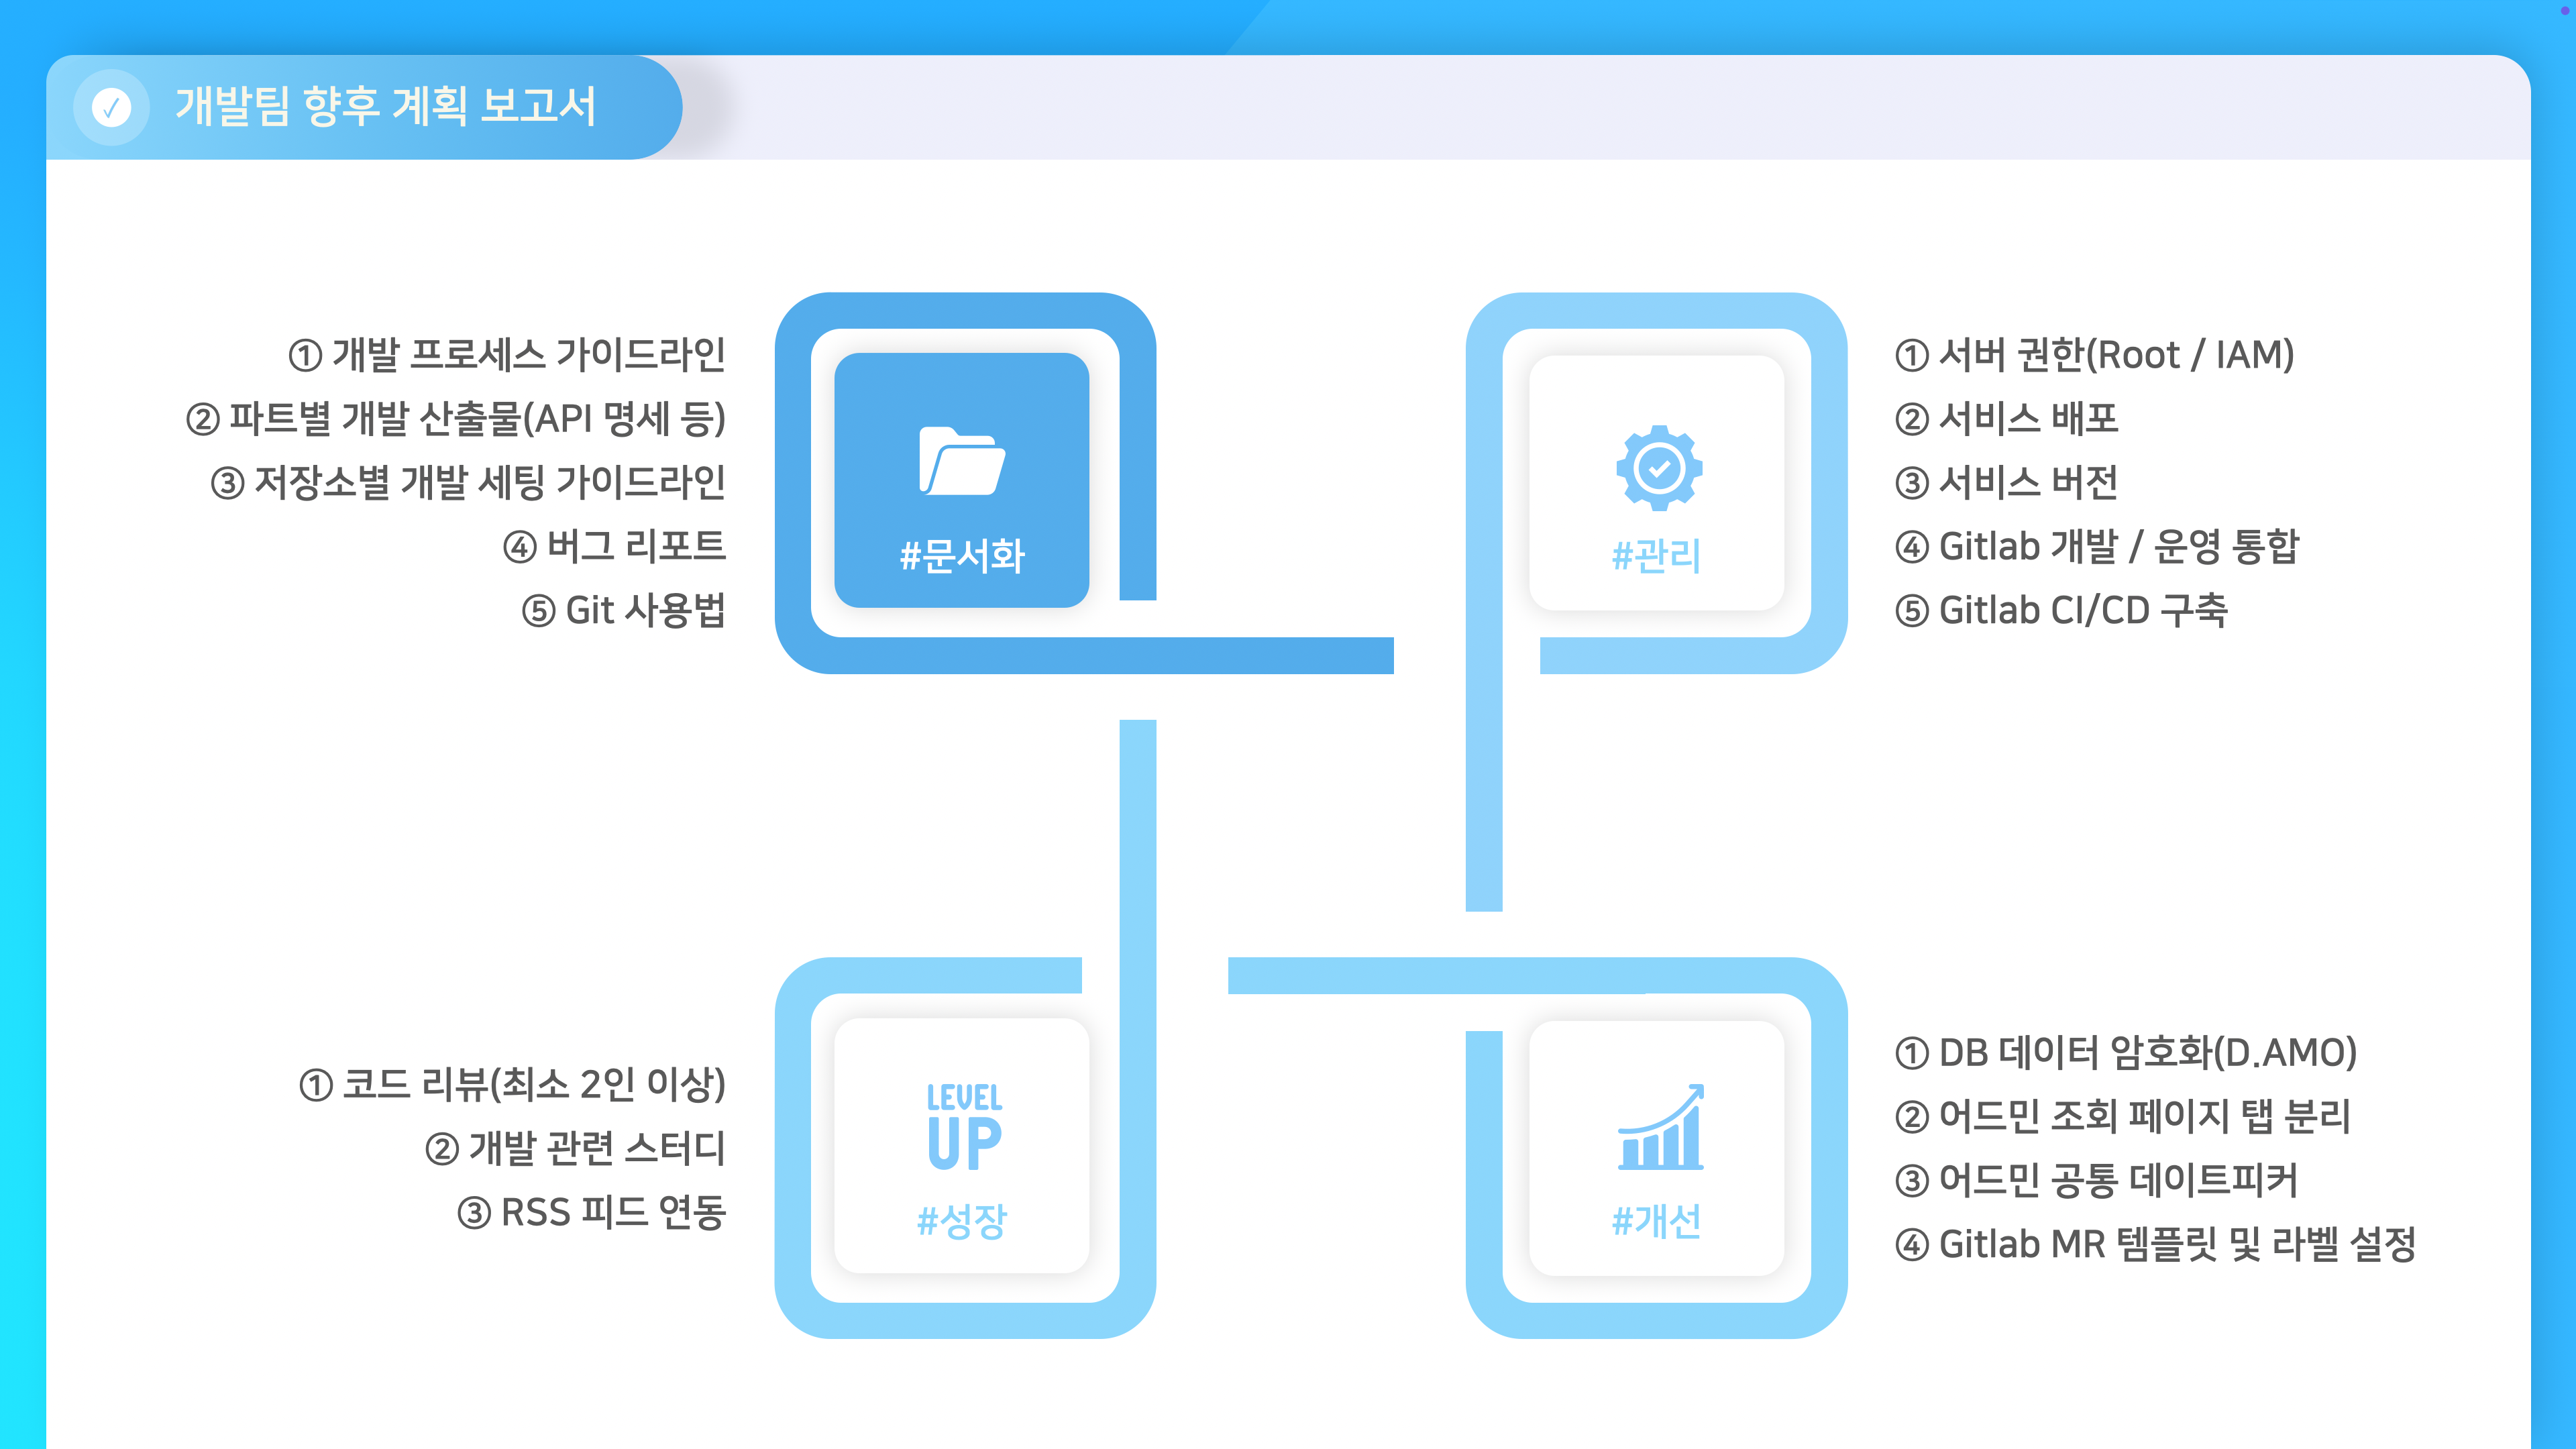 개발팀 향후 계획 보고서
① 개발 프로세스 가이드라인
② 파트별 개발 산출물(API 명세 등)
③ 저장소별 개발 세팅 가이드라인
④ 버그 리포트
⑤ Git 사용법
#문서화
#관리
① 서버 권한(Root / IAM)
② 서비스 배포
③ 서비스 버전
④ Gitlab 개발 / 운영 통합
⑤ Gitlab CI/CD 구축
① 코드 리뷰(최소 2인 이상)
② 개발 관련 스터디
③ RSS 피드 연동
LEVEL
UP
#성장
#개선
① DB 데이터 암호화(D.AMO)
② 어드민 조회 페이지 탭 분리
③ 어드민 공통 데이트피커
④ Gitlab MR 템플릿 및 라벨 설정